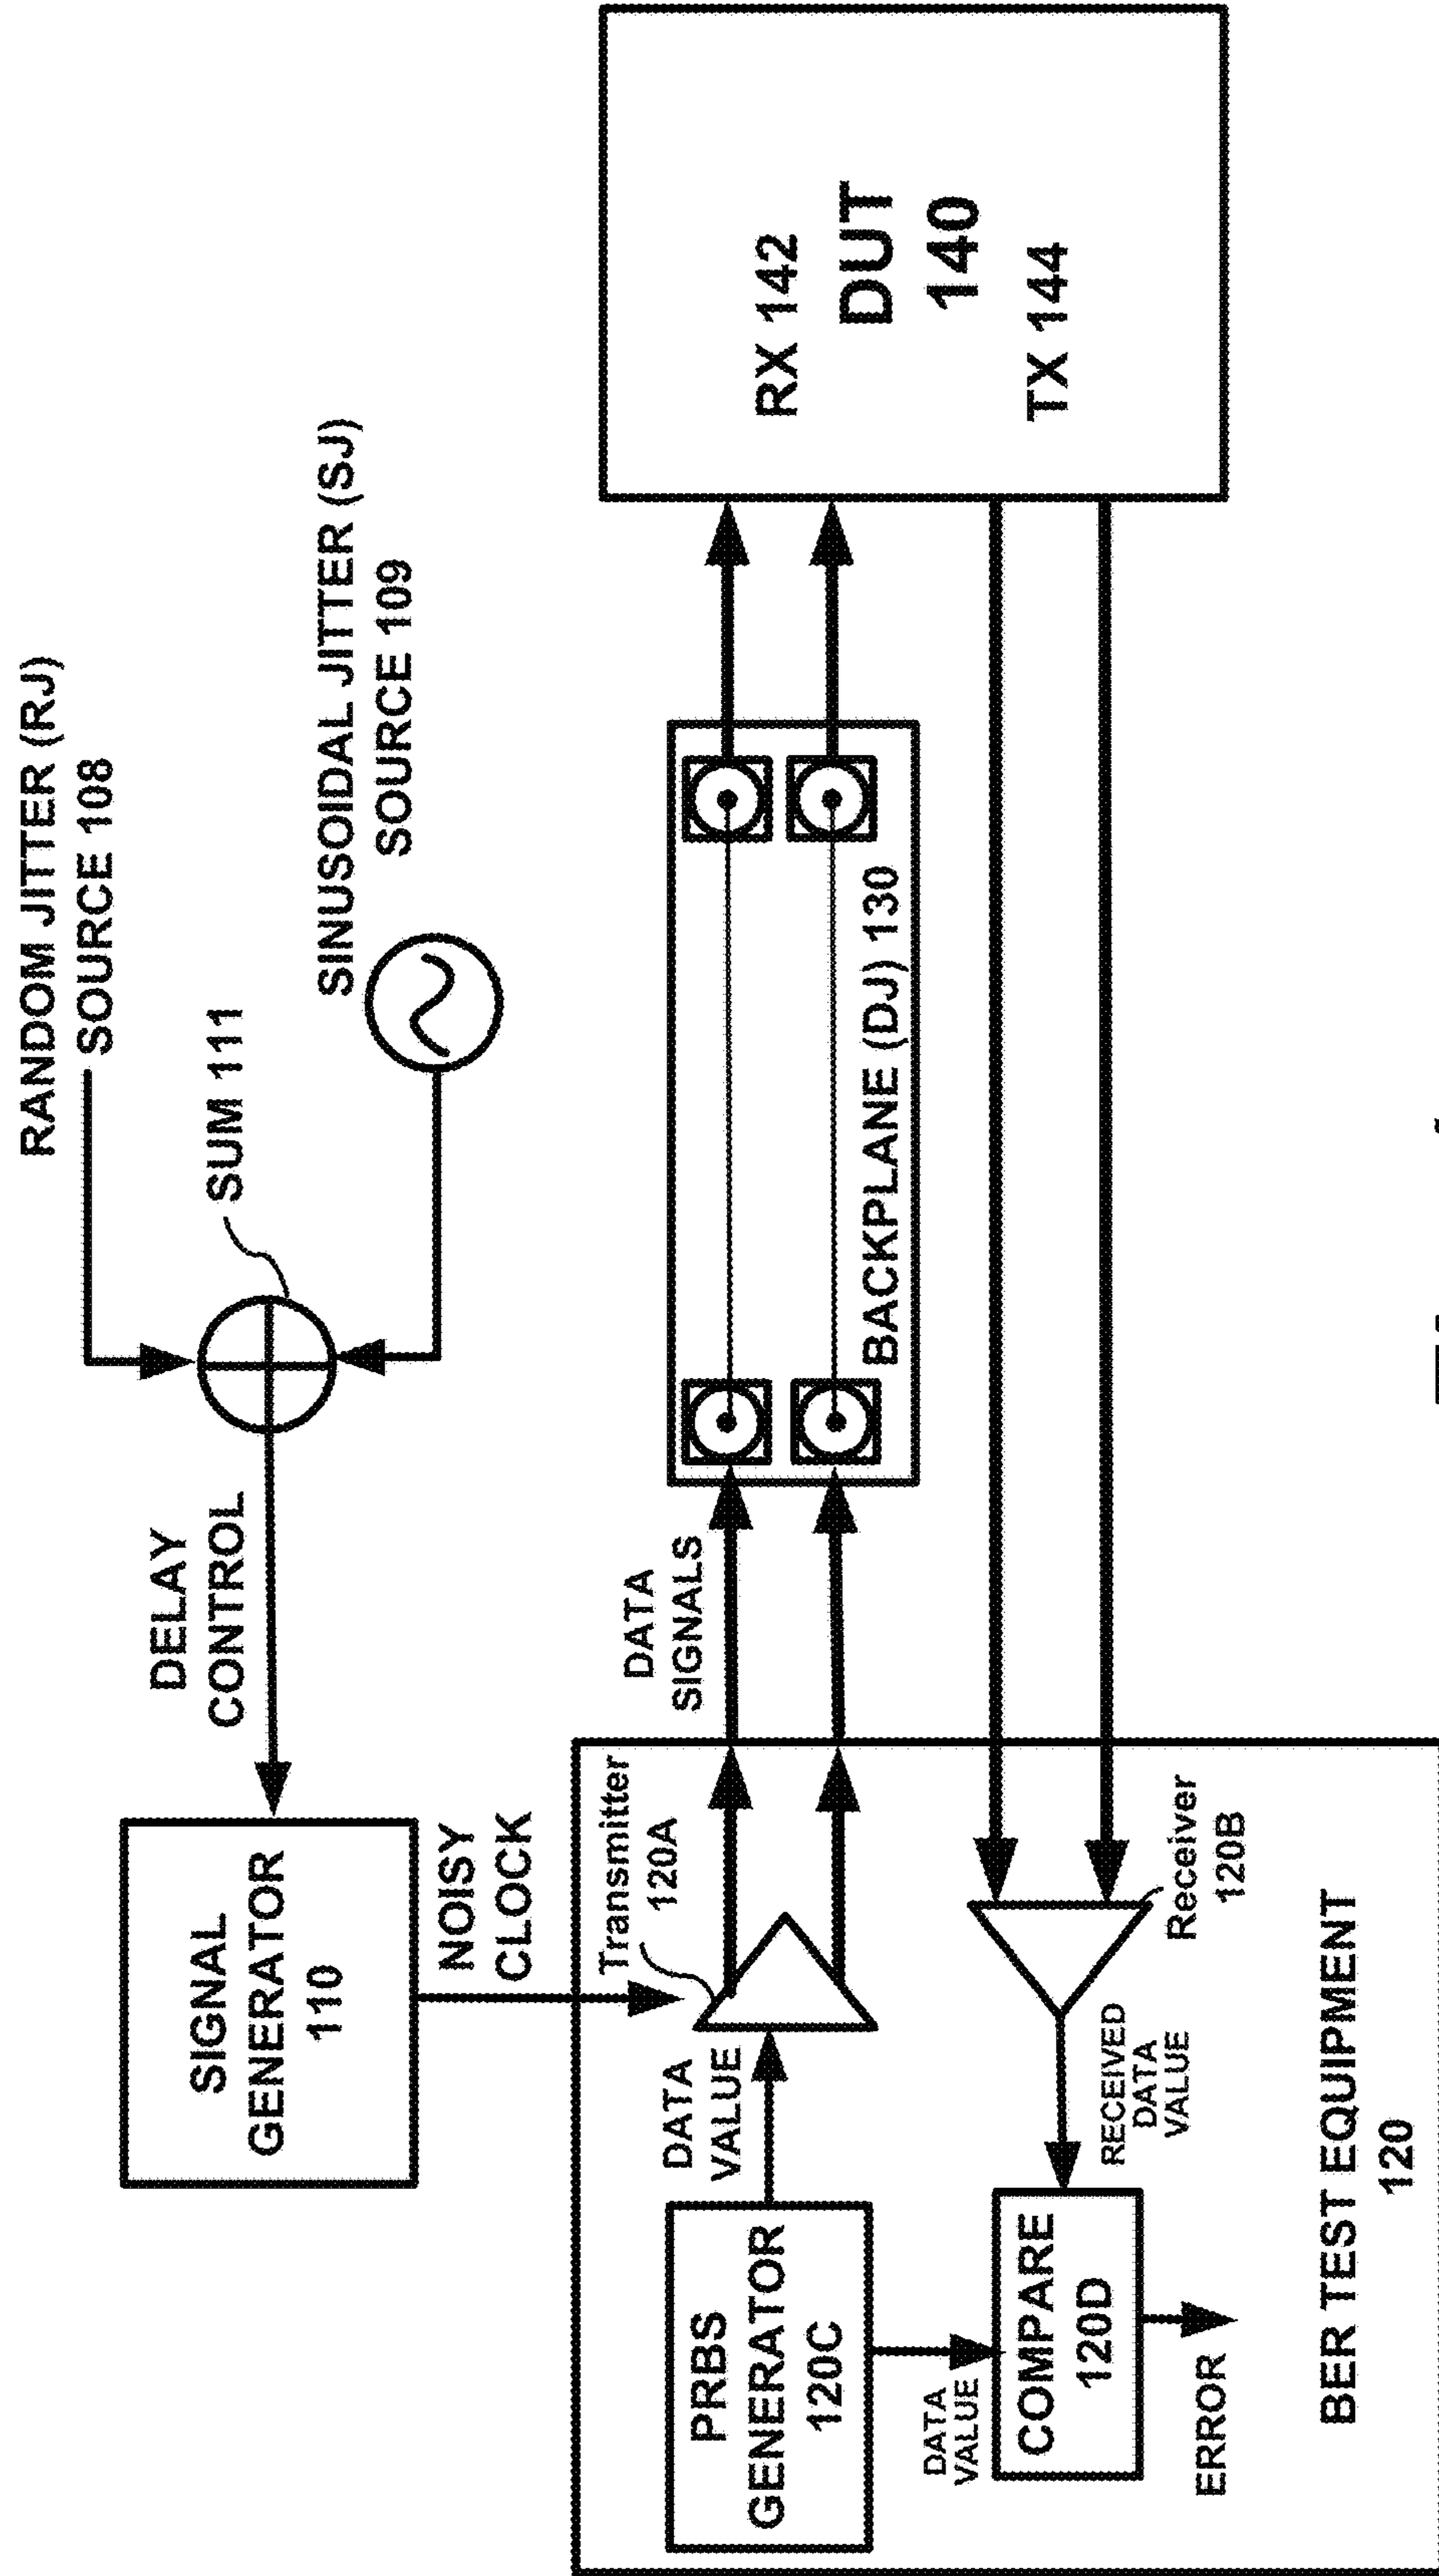 RANDOM JITTER (RJ)
SOURCE 108
SUM 111
SINUSOIDAL JITTER (SJ)
SOURCE 109
DELAY
CONTROL
SIGNAL
GENERATOR
110
NOISY
CLOCK
Transmitter
120A
DATA
SIGNALS
BACKPLANE (DJ) 130
RX 142
DUT
140
TX 144
PRBS
GENERATOR
120C
DATA
VALUE
DATA
VALUE
COMPARE
120D
RECEIVED
DATA
VALUE
Receiver
120B
ERROR
BER TEST EQUIPMENT
120